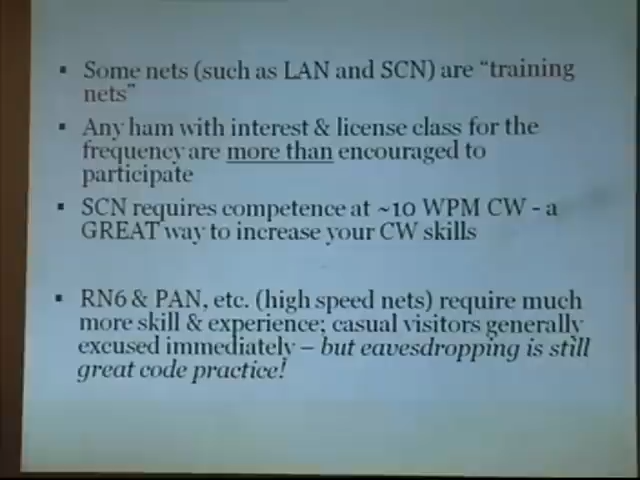 ▪ Some nets (such as LAN and SCN) are “training
nets”
▪ Any ham with interest & license class for the
frequency are more than encouraged to
participate
▪ SCN requires competence at ~10 WPM CW - a
GREAT way to increase your CW skills
▪ RN6 & PAN, etc. (high speed nets) require much
more skill & experience; casual visitors generally
excused immediately – but eavesdropping is still
great code practice!